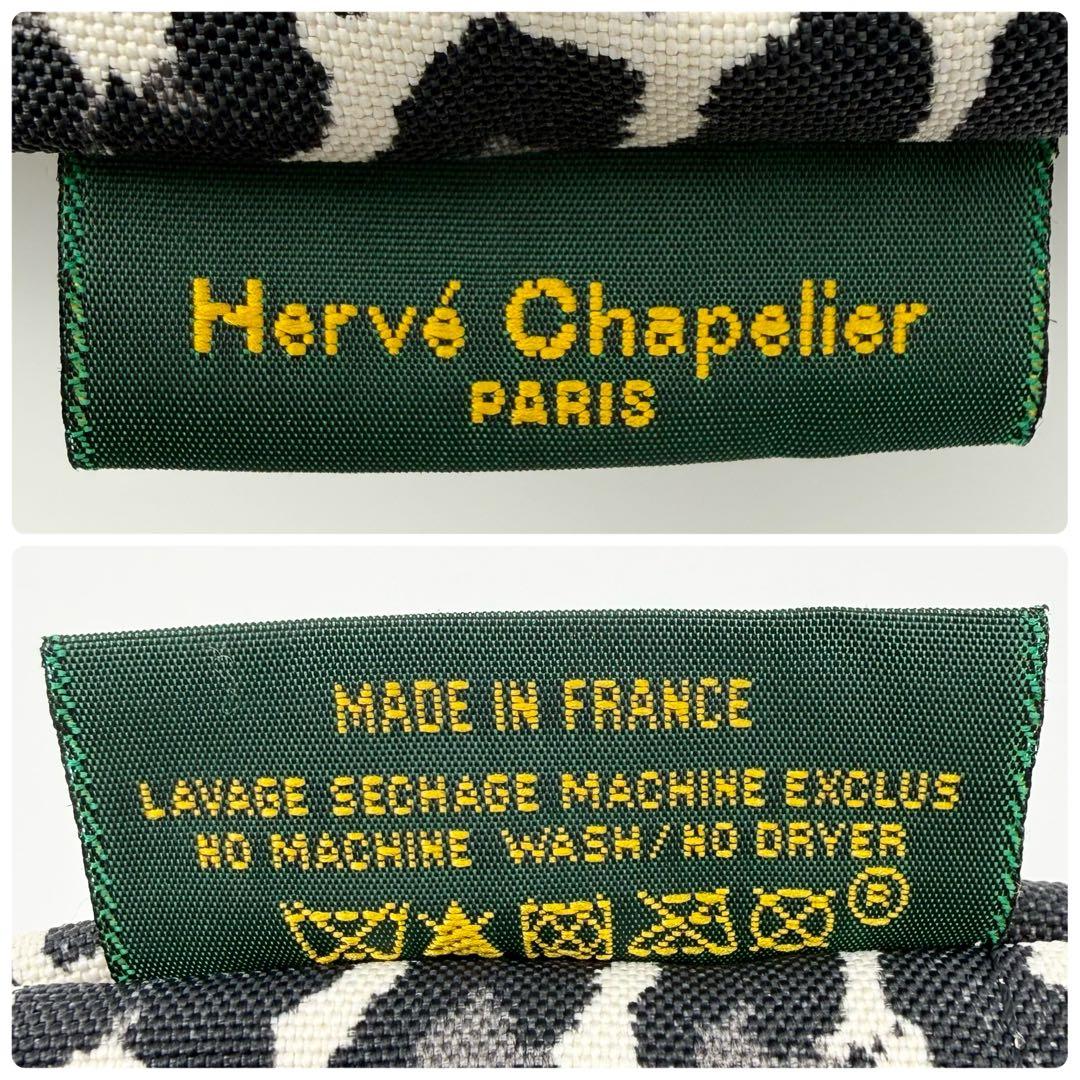 Hervé Chapelier
PARIS
MADE IN FRANCE
LAVAGE SECHAGE MACHINE EXCLUS
NO MACHINE WASH/NO DRYER
®